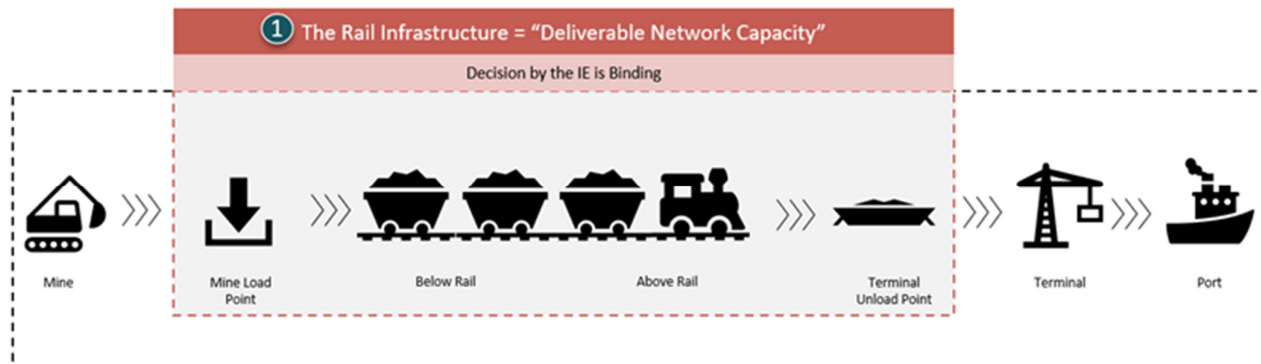 1 The Rail Infrastructure = “Deliverable Network Capacity”
Decision by the IE is Binding
Mine
Mine Load
Point
Below Rail
Above Rail
Terminal
Unload Point
Terminal
Port